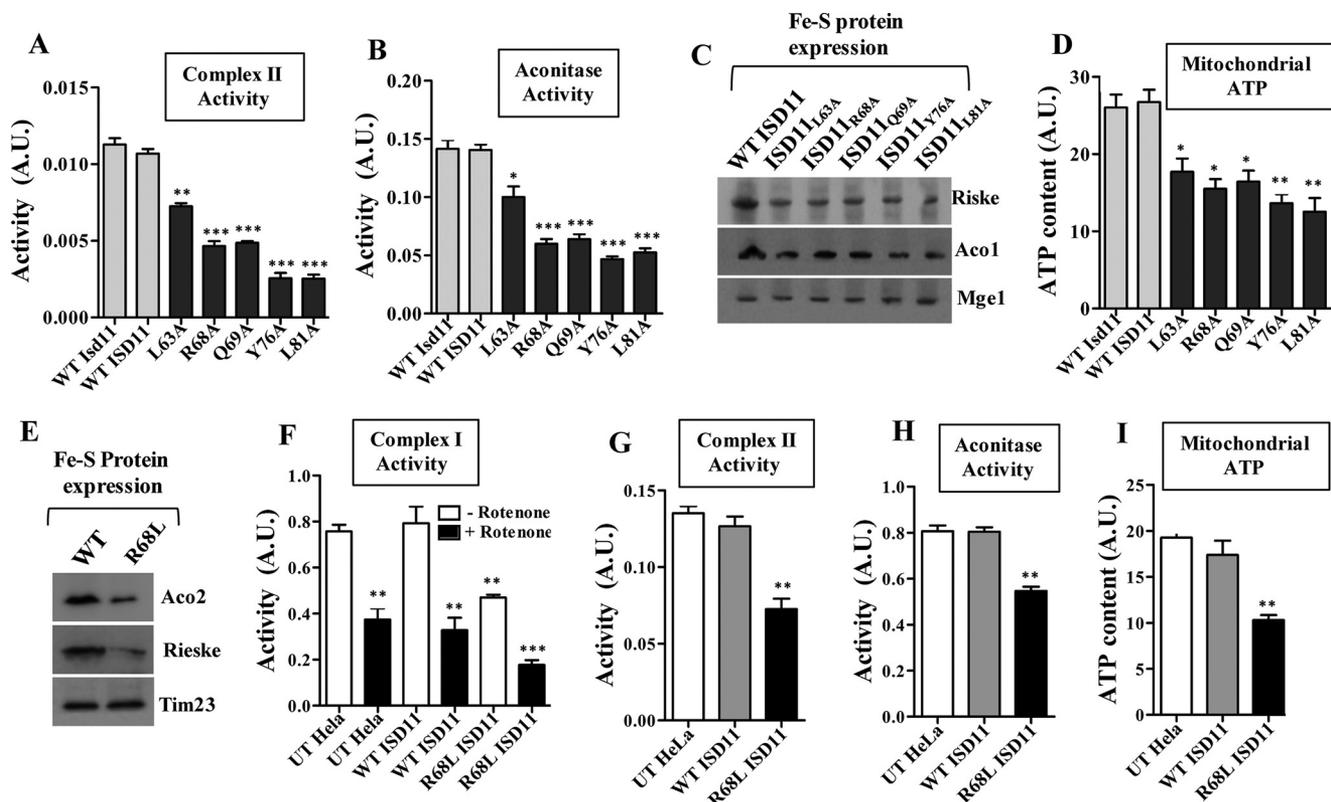 A
Complex II
Activity
Activity (A.U.)
0.015
0.010
0.005
0.000
**
***
***
***
***
WT Isd11
WT ISD11
L63A
R68A
Q69A
Y76A
L81A
B
Aconitase
Activity
Activity (A.U.)
0.20
0.15
0.10
0.05
0.00
*
***
***
***
***
WT Isd11
WT ISD11
L63A
R68A
Q69A
Y76A
L81A
C
Fe-S protein
expression
WT ISD11
ISD11L63A
ISD11R68A
ISD11Q69A
ISD11Y76A
ISD11L81A
Riske
Aco1
Mge1
D
Mitochondrial
ATP
ATP content (A.U.)
30
20
10
0
*
*
*
**
**
WT Isd11
WT ISD11
L63A
R68A
Q69A
Y76A
L81A
E
Fe-S Protein
expression
WT
R68L
Aco2
Rieske
Tim23
F
Complex I
Activity
Activity (A.U.)
1.0
0.8
0.6
0.4
0.2
0.0
- Rotenone
+ Rotenone
**
**
**
***
UT Hela
UT Hela
WT ISD11
WT ISD11
R68L ISD11
R68L ISD11
G
Complex II
Activity
Activity (A.U.)
0.15
0.10
0.05
0.00
**
UT HeLa
WT ISD11
R68L ISD11
H
Aconitase
Activity
Activity (A.U.)
0.8
0.6
0.4
0.2
0.0
**
UT HeLa
WT ISD11
R68L ISD11
I
Mitochondrial
ATP
ATP content (A.U.)
25
20
15
10
5
0
**
UT Hela
WT ISD11
R68L ISD11